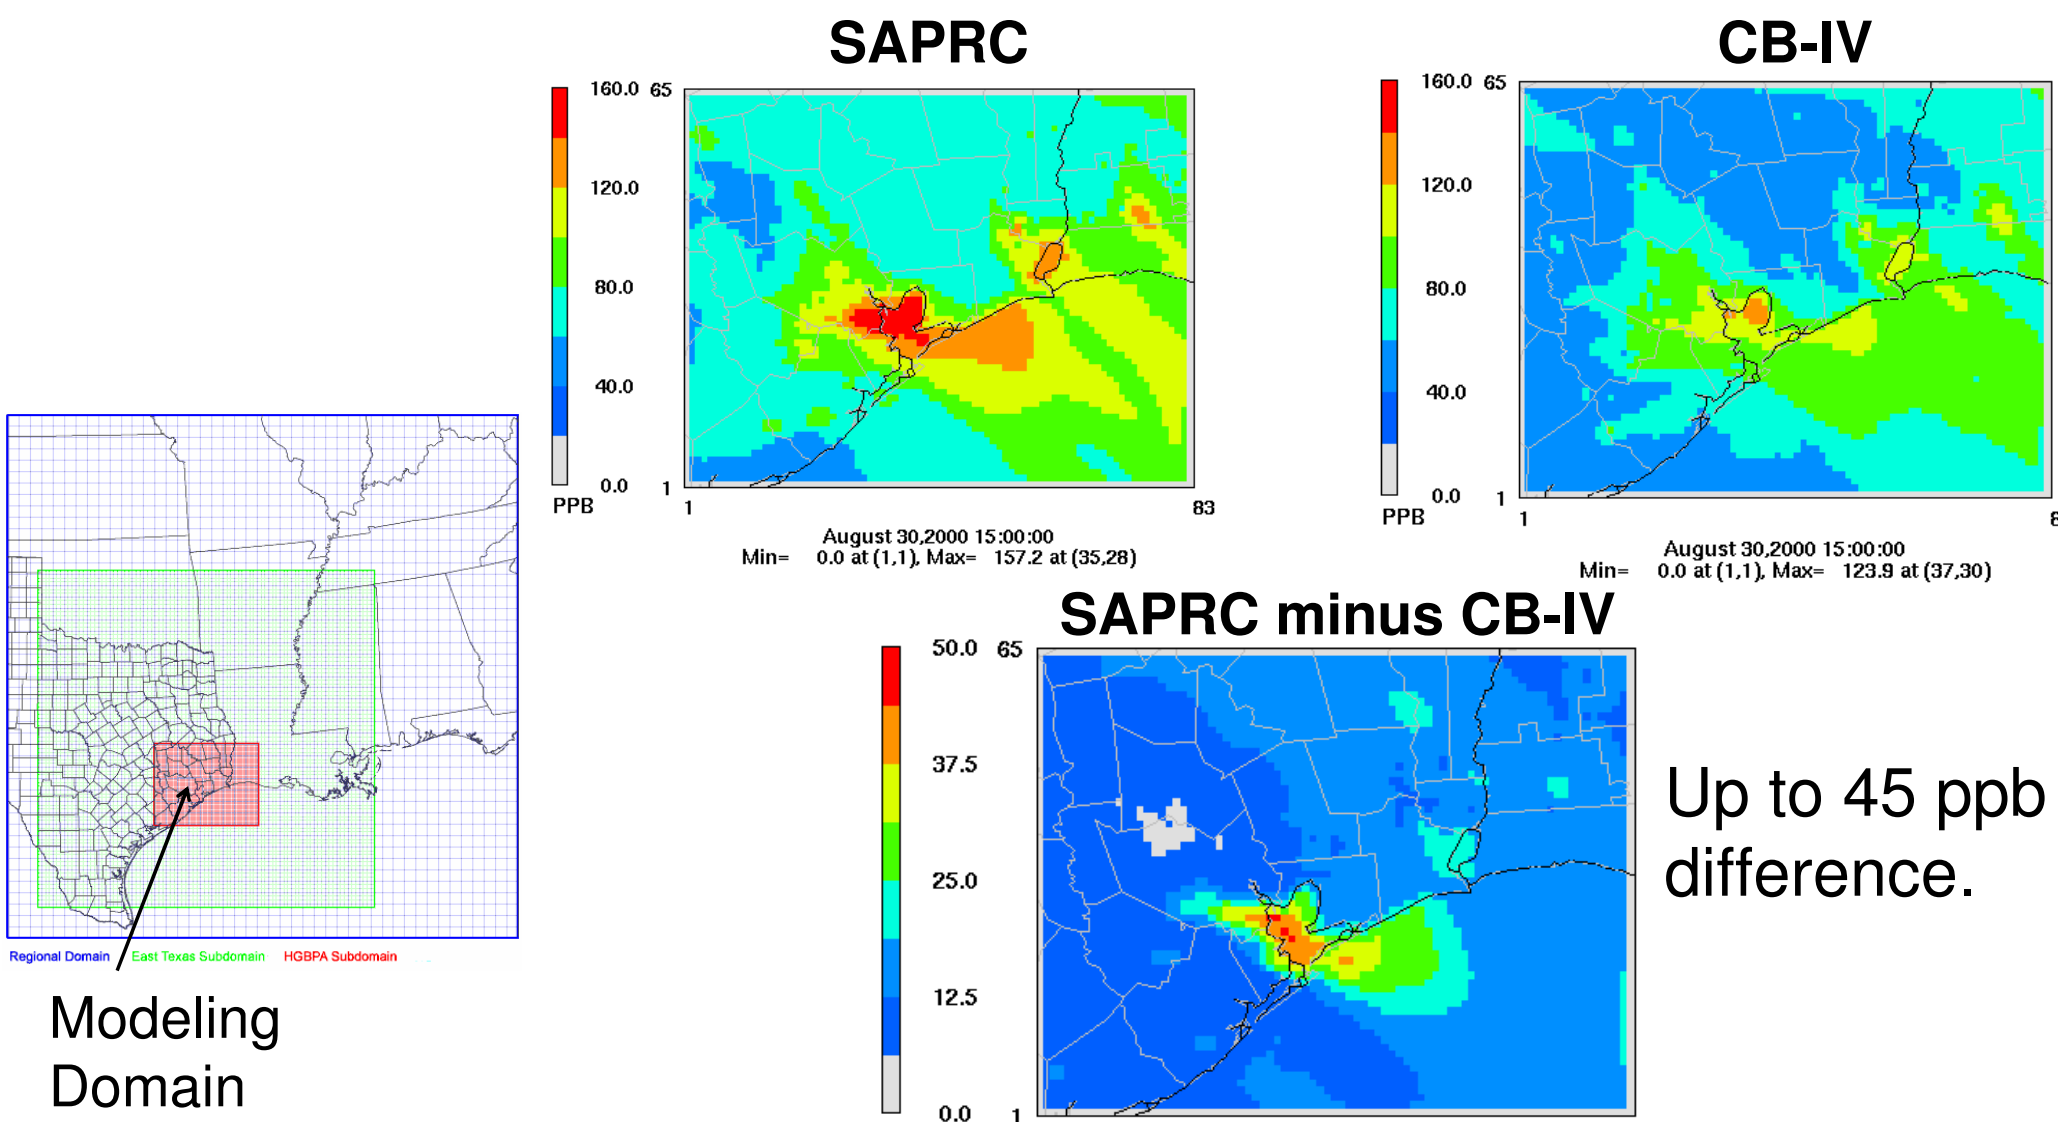 SAPRC
160.0
120.0
80.0
40.0
0.0
PPB
65
1
1
83
August 30,2000 15:00:00
Min= 0.0 at (1,1), Max= 157.2 at (35,28)
CB-IV
160.0
120.0
80.0
40.0
0.0
PPB
65
1
1
August 30,2000 15:00:00
Min= 0.0 at (1,1), Max= 123.9 at (37,30)
SAPRC minus CB-IV
50.0
37.5
25.0
12.5
0.0
65
1
Up to 45 ppb
difference.
Regional Domain East Texas Subdomain HGBPA Subdomain
Modeling
Domain